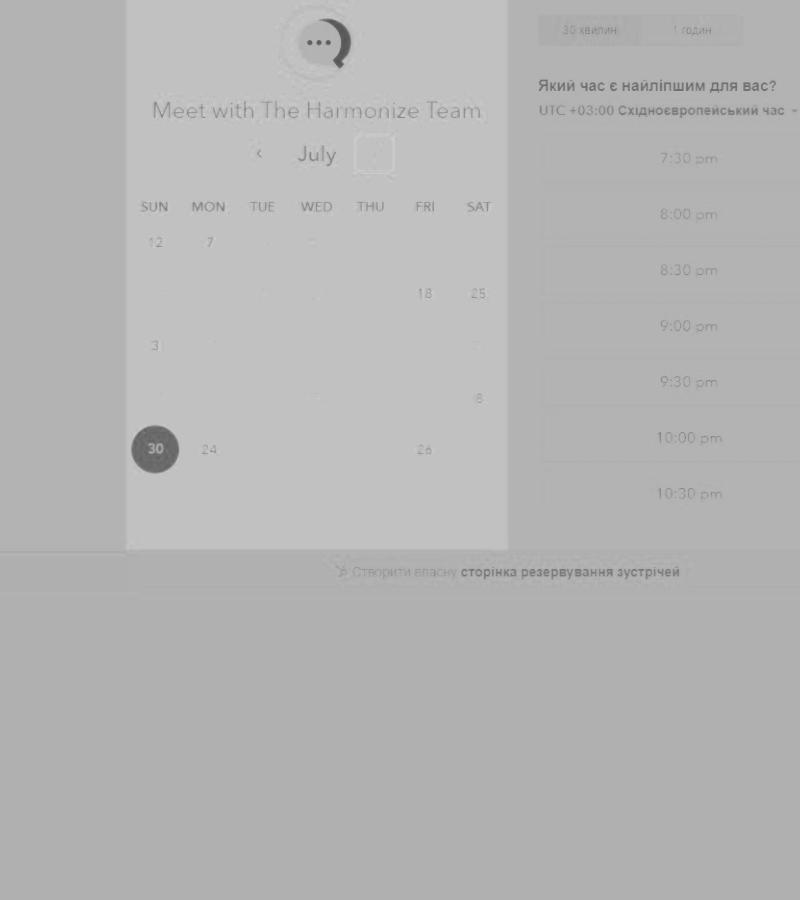 Meet with The Harmonize Team
‹ July
SUN MON TUE WED THU FRI SAT
12 7
18 25
31
8
30 24 26
30 хвилин 1 годин
Який час є найліпшим для вас?
UTC +03:00 Східноєвропейський час
7:30 pm
8:00 pm
8:30 pm
9:00 pm
9:30 pm
10:00 pm
10:30 pm
Створити власну сторінка резервування зустрічей